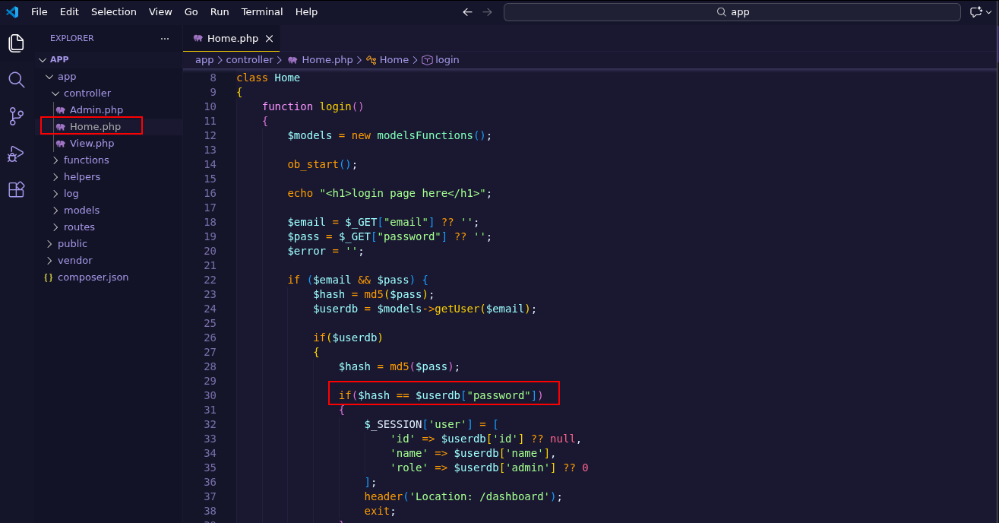 File Edit Selection View Go Run Terminal Help
app
EXPLORER
APP
app
controller
Admin.php
Home.php
View.php
functions
helpers
log
models
routes
public
vendor
{} composer.json
Home.php
app > controller > Home.php > Home > login
8 class Home
9 {
10 function login()
11 {
12 $models = new modelsFunctions();
13
14 ob_start();
15
16 echo "<h1>login page here</h1>";
17
18 $email = $_GET["email"] ?? '';
19 $pass = $_GET["password"] ?? '';
20 $error = '';
21
22 if ($email && $pass) {
23 $hash = md5($pass);
24 $userdb = $models->getUser($email);
25
26 if($userdb)
27 {
28 $hash = md5($pass);
29
30 if($hash == $userdb["password"])
31 {
32 $_SESSION['user'] = [
33 'id' => $userdb['id'] ?? null,
34 'name' => $userdb['name'],
35 'role' => $userdb['admin'] ?? 0
36 ];
37 header('Location: /dashboard');
38 exit;